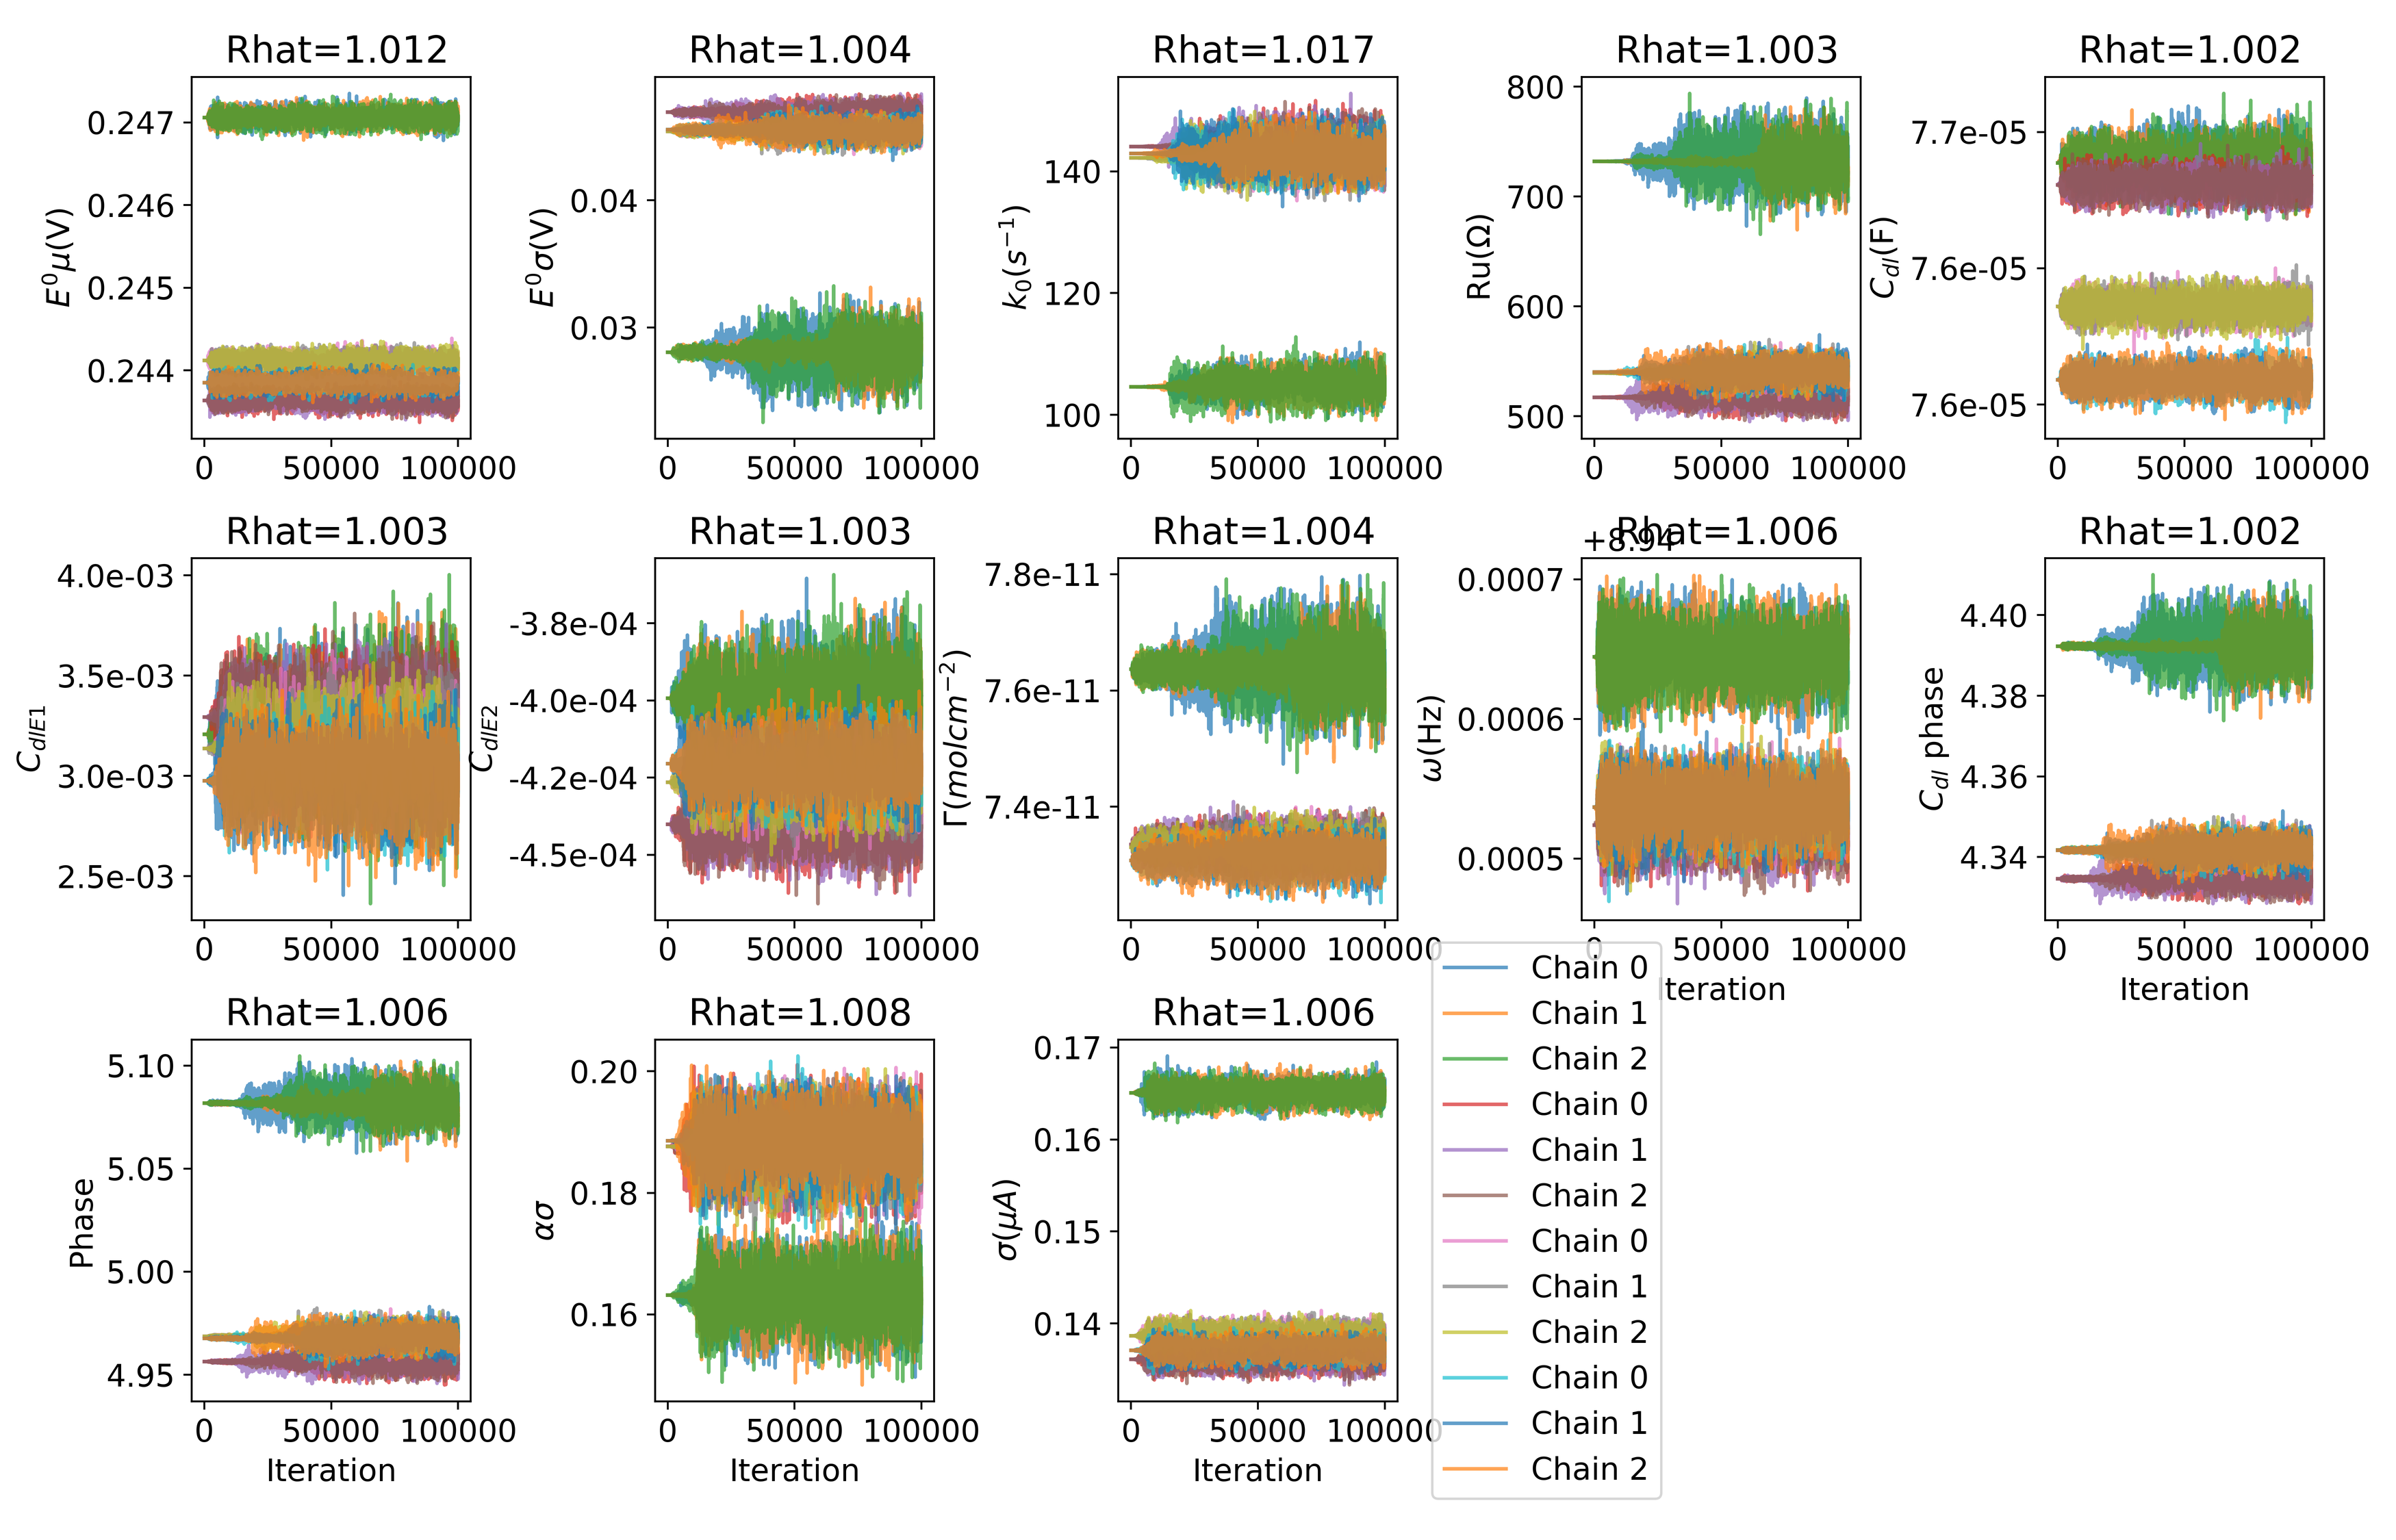 Rhat=1.012
Rhat=1.004
Rhat=1.017
Rhat=1.003
Rhat=1.002
E⁰μ(V)
0.247
0.246
0.245
0.244
0 50000 100000
E⁰σ(V)
0.04
0.03
0 50000 100000
k₀(s⁻¹)
140
120
100
0 50000 100000
Ru(Ω)
800
700
600
500
0 50000 100000
C_dl(F)
7.7e-05
7.6e-05
7.6e-05
0 50000 100000
Rhat=1.003
Rhat=1.003
Rhat=1.004
Rhat=1.006
Rhat=1.002
C_dlE1
4.0e-03
3.5e-03
3.0e-03
2.5e-03
0 50000 100000
C_dlE2
-3.8e-04
-4.0e-04
-4.2e-04
-4.5e-04
0 50000 100000
Γ(molcm⁻²)
7.8e-11
7.6e-11
7.4e-11
0 50000 100000
+8.94
ω(Hz)
0.0007
0.0006
0.0005
0 50000 100000
Iteration
C_dl phase
4.40
4.38
4.36
4.34
0 50000 100000
Iteration
Rhat=1.006
Rhat=1.008
Rhat=1.006
Phase
5.10
5.05
5.00
4.95
0 50000 100000
Iteration
ασ
0.20
0.18
0.16
0 50000 100000
Iteration
σ(μA)
0.17
0.16
0.15
0.14
0 50000 100000
Iteration
Chain 0
Chain 1
Chain 2
Chain 0
Chain 1
Chain 2
Chain 0
Chain 1
Chain 2
Chain 0
Chain 1
Chain 2